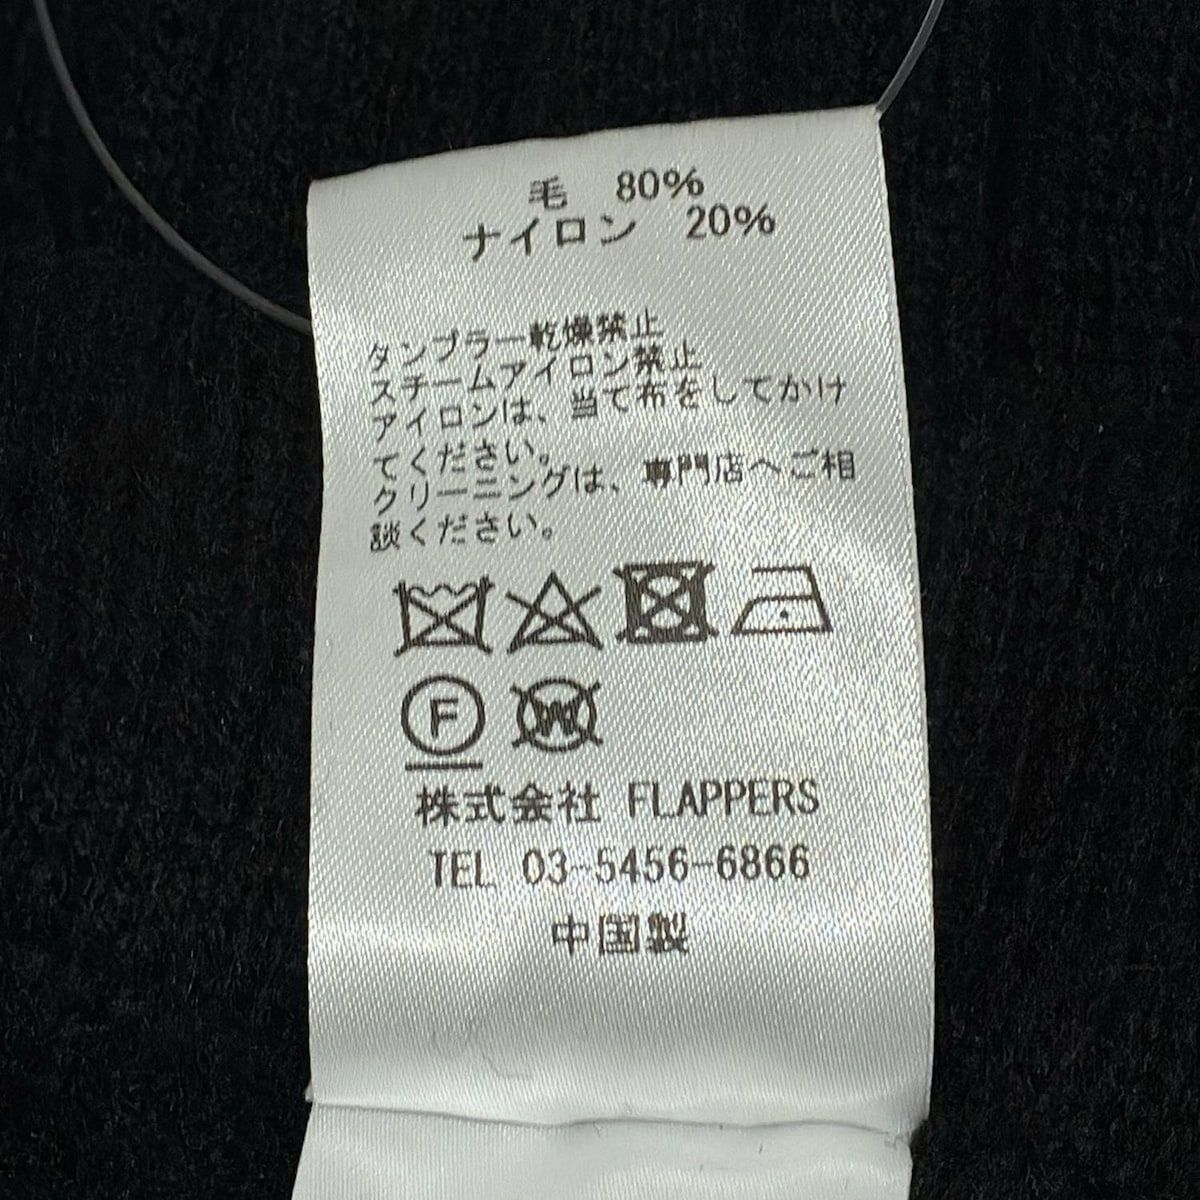 毛 80%
ナイロン 20%
タンブラー乾燥禁止
スチームアイロン禁止
アイロンは、当て布をしてかけ
てください。
クリーニングは、専門店へご相
談ください。
F
W
株式会社 FLAPPERS
TEL 03-5456-6866
中国製